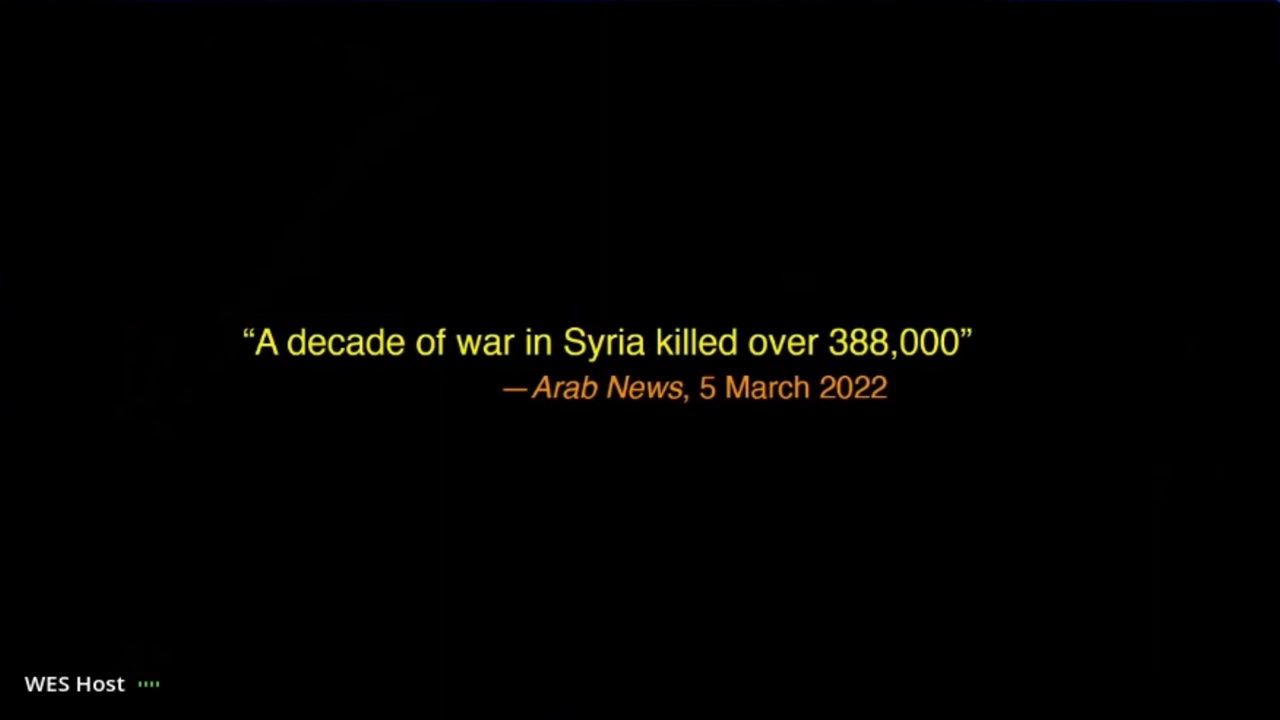 “A decade of war in Syria killed over 388,000”
—Arab News, 5 March 2022
WES Host